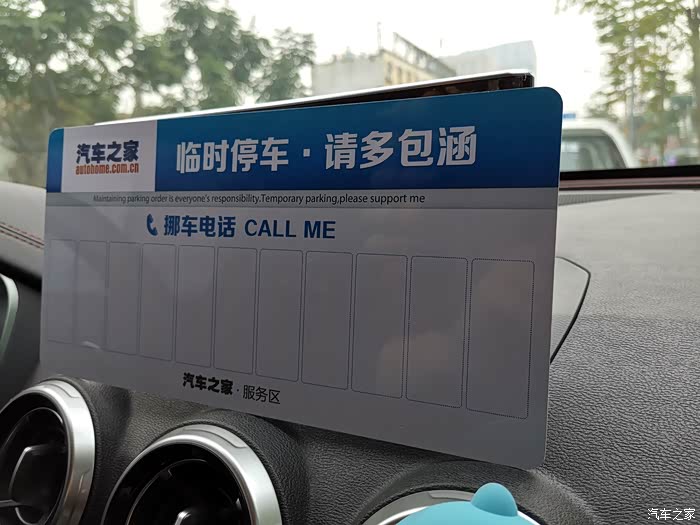 汽车之家
autohome.com.cn
临时停车·请多包涵
Maintaining parking order is everyone's responsibility.Temporary parking,please support me
挪车电话 CALL ME
汽车之家·服务区
汽车之家